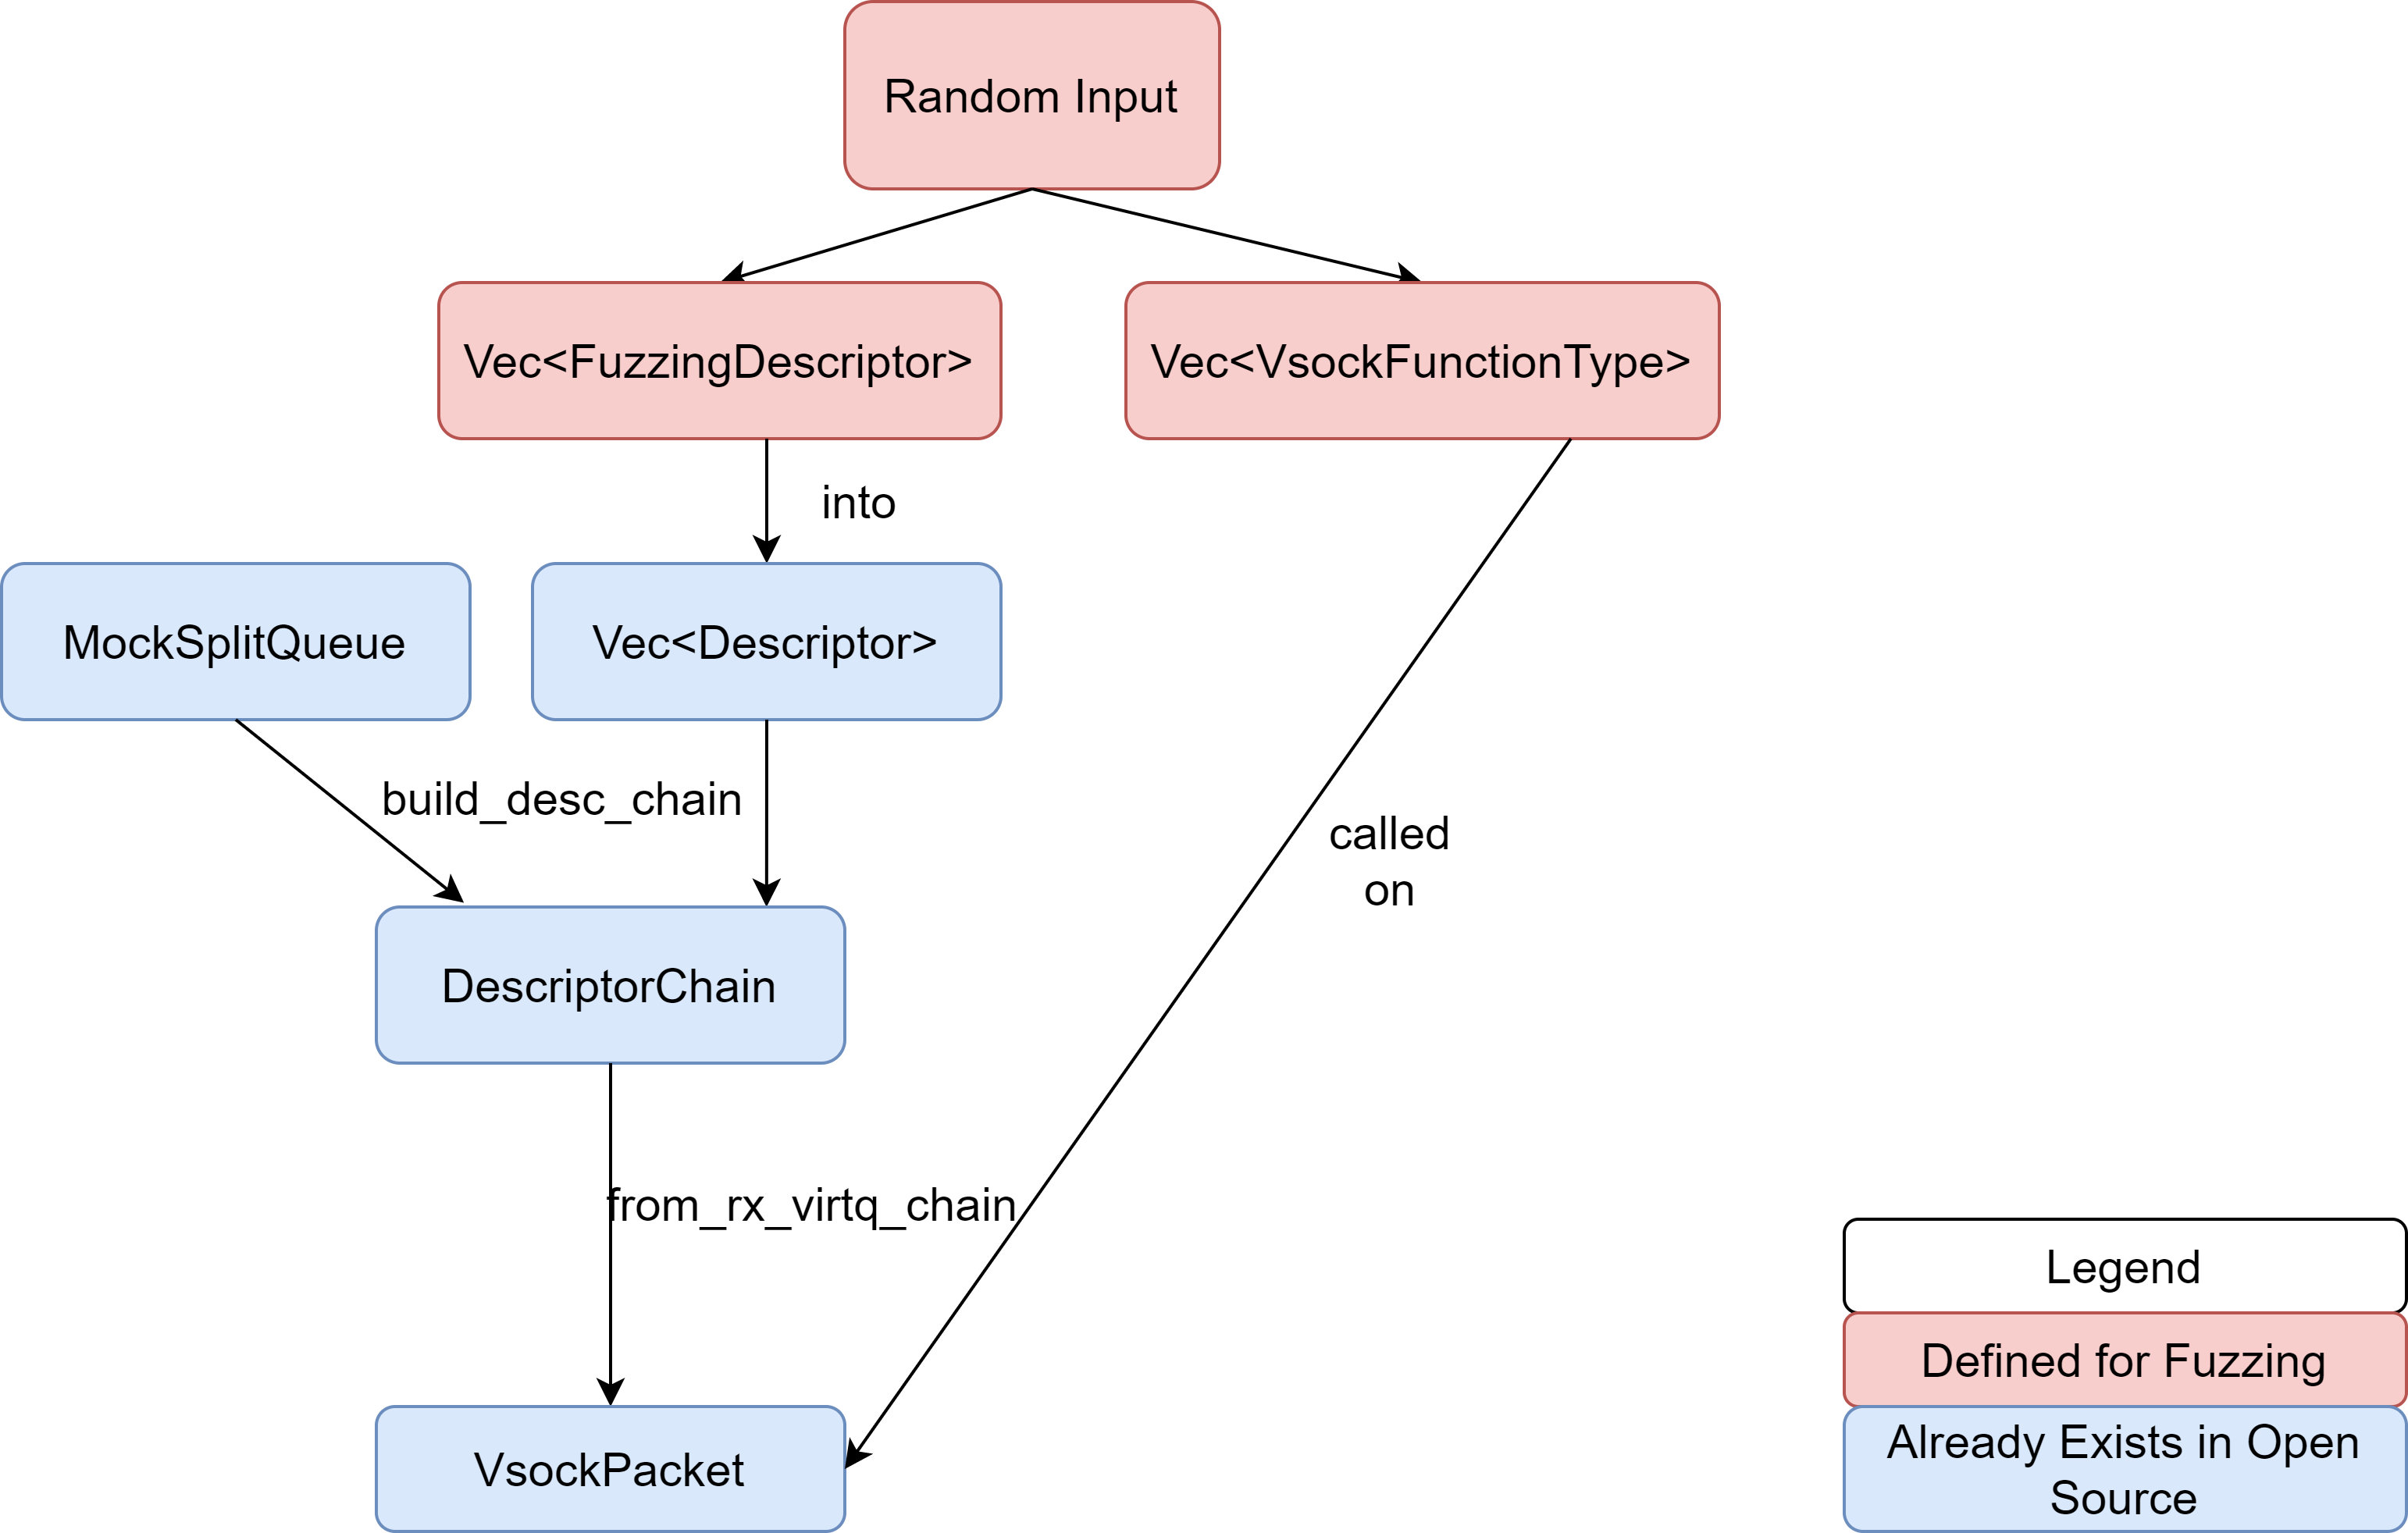 Random Input
Vec<FuzzingDescriptor>
Vec<VsockFunctionType>
into
MockSplitQueue
Vec<Descriptor>
build_desc_chain
called
on
DescriptorChain
from_rx_virtq_chain
VsockPacket
Legend
Defined for Fuzzing
Already Exists in Open
Source